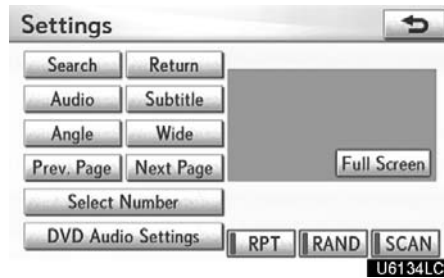 Settings
Search Return
Audio Subtitle
Angle Wide
Prev. Page Next Page Full Screen
Select Number
DVD Audio Settings RPT RAND SCAN
U6134LC